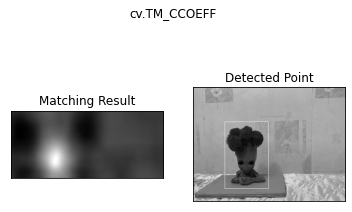 cv.TM_CCOEFF
Matching Result
Detected Point